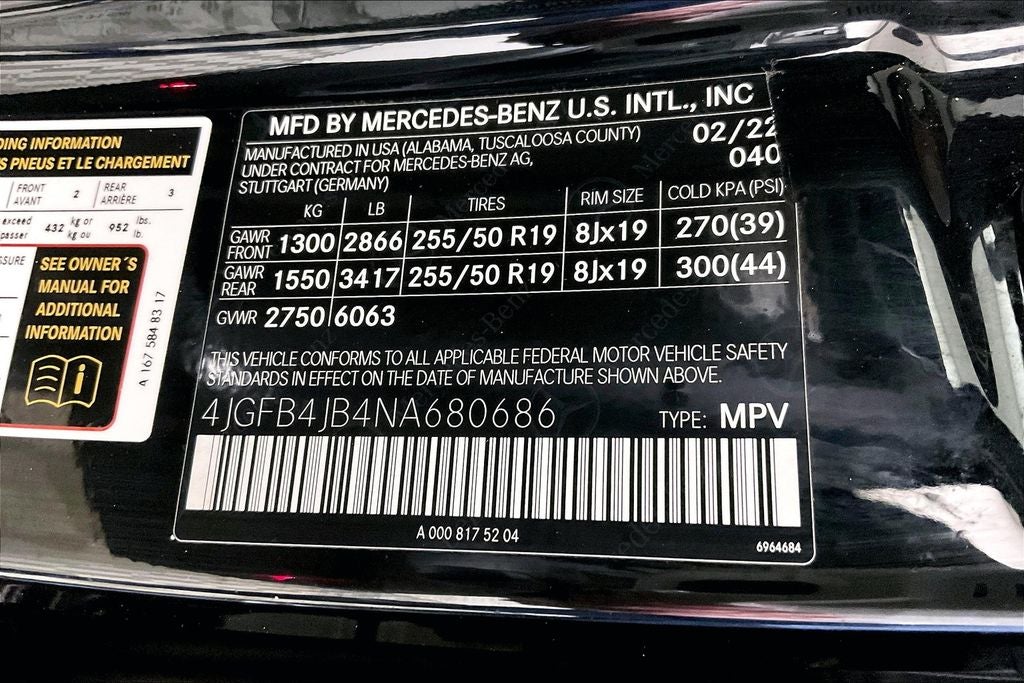 DING INFORMATION
S PNEUS ET LE CHARGEMENT
FRONT AVANT 2 REAR ARRIÈRE 3
exceed passer 432 kg or kg ou 952 lbs. lb.
SSURE
SEE OWNER´S
MANUAL FOR
ADDITIONAL
INFORMATION
A 167 584 83 17
MFD BY MERCEDES-BENZ U.S. INTL., INC
MANUFACTURED IN USA (ALABAMA, TUSCALOOSA COUNTY) 02/22
UNDER CONTRACT FOR MERCEDES-BENZ AG, 040
STUTTGART (GERMANY)
KG LB TIRES RIM SIZE COLD KPA (PSI)
GAWR FRONT 1300 2866 255/50 R19 8Jx19 270(39)
GAWR REAR 1550 3417 255/50 R19 8Jx19 300(44)
GVWR 2750 6063
THIS VEHICLE CONFORMS TO ALL APPLICABLE FEDERAL MOTOR VEHICLE SAFETY
STANDARDS IN EFFECT ON THE DATE OF MANUFACTURE SHOWN ABOVE.
4JGFB4JB4NA680686 TYPE: MPV
A 000 817 52 04
6964684